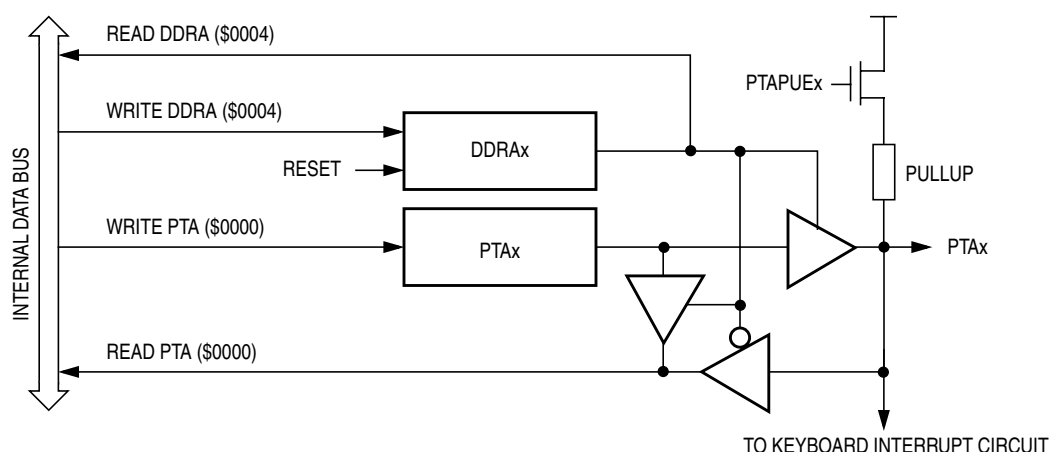 READ DDRA ($0004)
PTAPUEx
WRITE DDRA ($0004)
DDRAx
RESET
PULLUP
INTERNAL DATA BUS
WRITE PTA ($0000)
PTAx
PTAx
READ PTA ($0000)
TO KEYBOARD INTERRUPT CIRCUIT